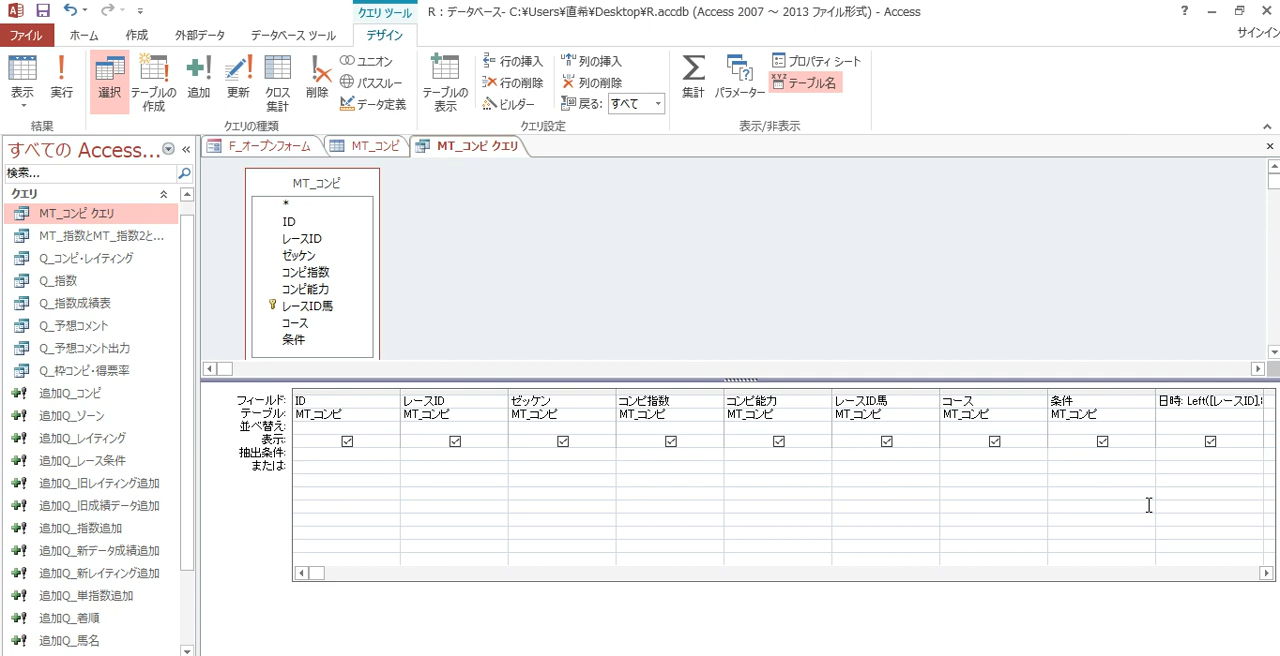 クエリ ツール
R : データベース- C:¥Users¥直希¥Desktop¥R.accdb (Access 2007 ～ 2013 ファイル形式) - Access
?
ファイル ホーム 作成 外部データ データベース ツール デザイン サインイン
表示
実行
選択
テーブルの
作成
追加
更新
クロス
集計
削除
ユニオン
パススルー
データ定義
テーブルの
表示
行の挿入
行の削除
ビルダー
列の挿入
列の削除
戻る: すべて
集計
パラメーター
プロパティ シート
テーブル名
結果 クエリの種類 クエリ設定 表示/非表示
すべての Access...
検索...
クエリ
MT_コンピ クエリ
MT_指数とMT_指数2と...
Q_コンピ・レイティング
Q_指数
Q_指数成績表
Q_予想コメント
Q_予想コメント出力
Q_枠コンピ・得票率
追加Q_コンピ
追加Q_ゾーン
追加Q_レイティング
追加Q_レース条件
追加Q_旧レイティング追加
追加Q_旧成績データ追加
追加Q_指数追加
追加Q_新データ成績追加
追加Q_新レイティング追加
追加Q_単指数追加
追加Q_着順
追加Q_馬名
F_オープンフォーム MT_コンピ MT_コンピ クエリ
MT_コンピ
*
ID
レースID
ゼッケン
コンピ指数
コンピ能力
レースID馬
コース
条件
フィールド: ID レースID ゼッケン コンピ指数 コンピ能力 レースID馬 コース 条件 日時: Left([レースID],8
テーブル: MT_コンピ MT_コンピ MT_コンピ MT_コンピ MT_コンピ MT_コンピ MT_コンピ MT_コンピ
並べ替え:
表示:
抽出条件:
または: